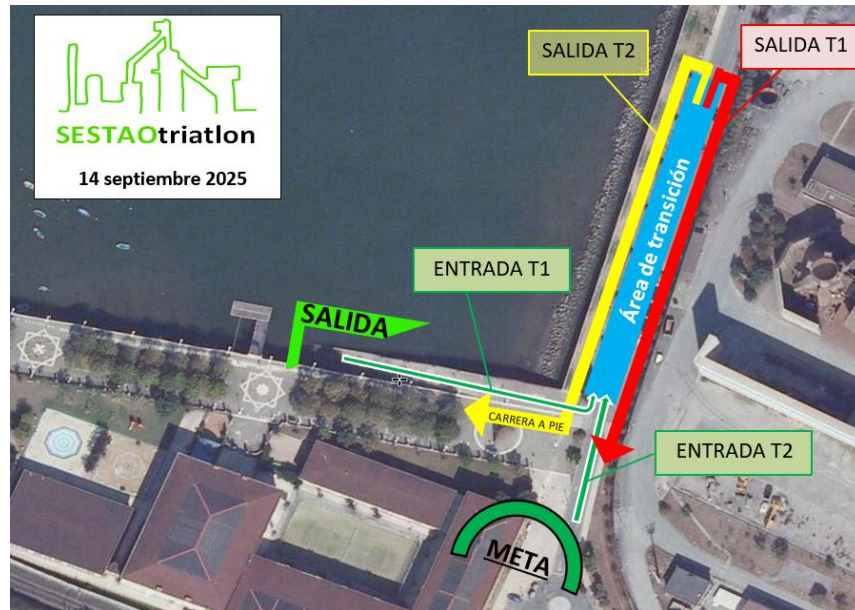 SESTAOtriatlon
14 septiembre 2025
SALIDA T2
SALIDA T1
Área de transición
ENTRADA T1
SALIDA
CARRERA A PIE
ENTRADA T2
META